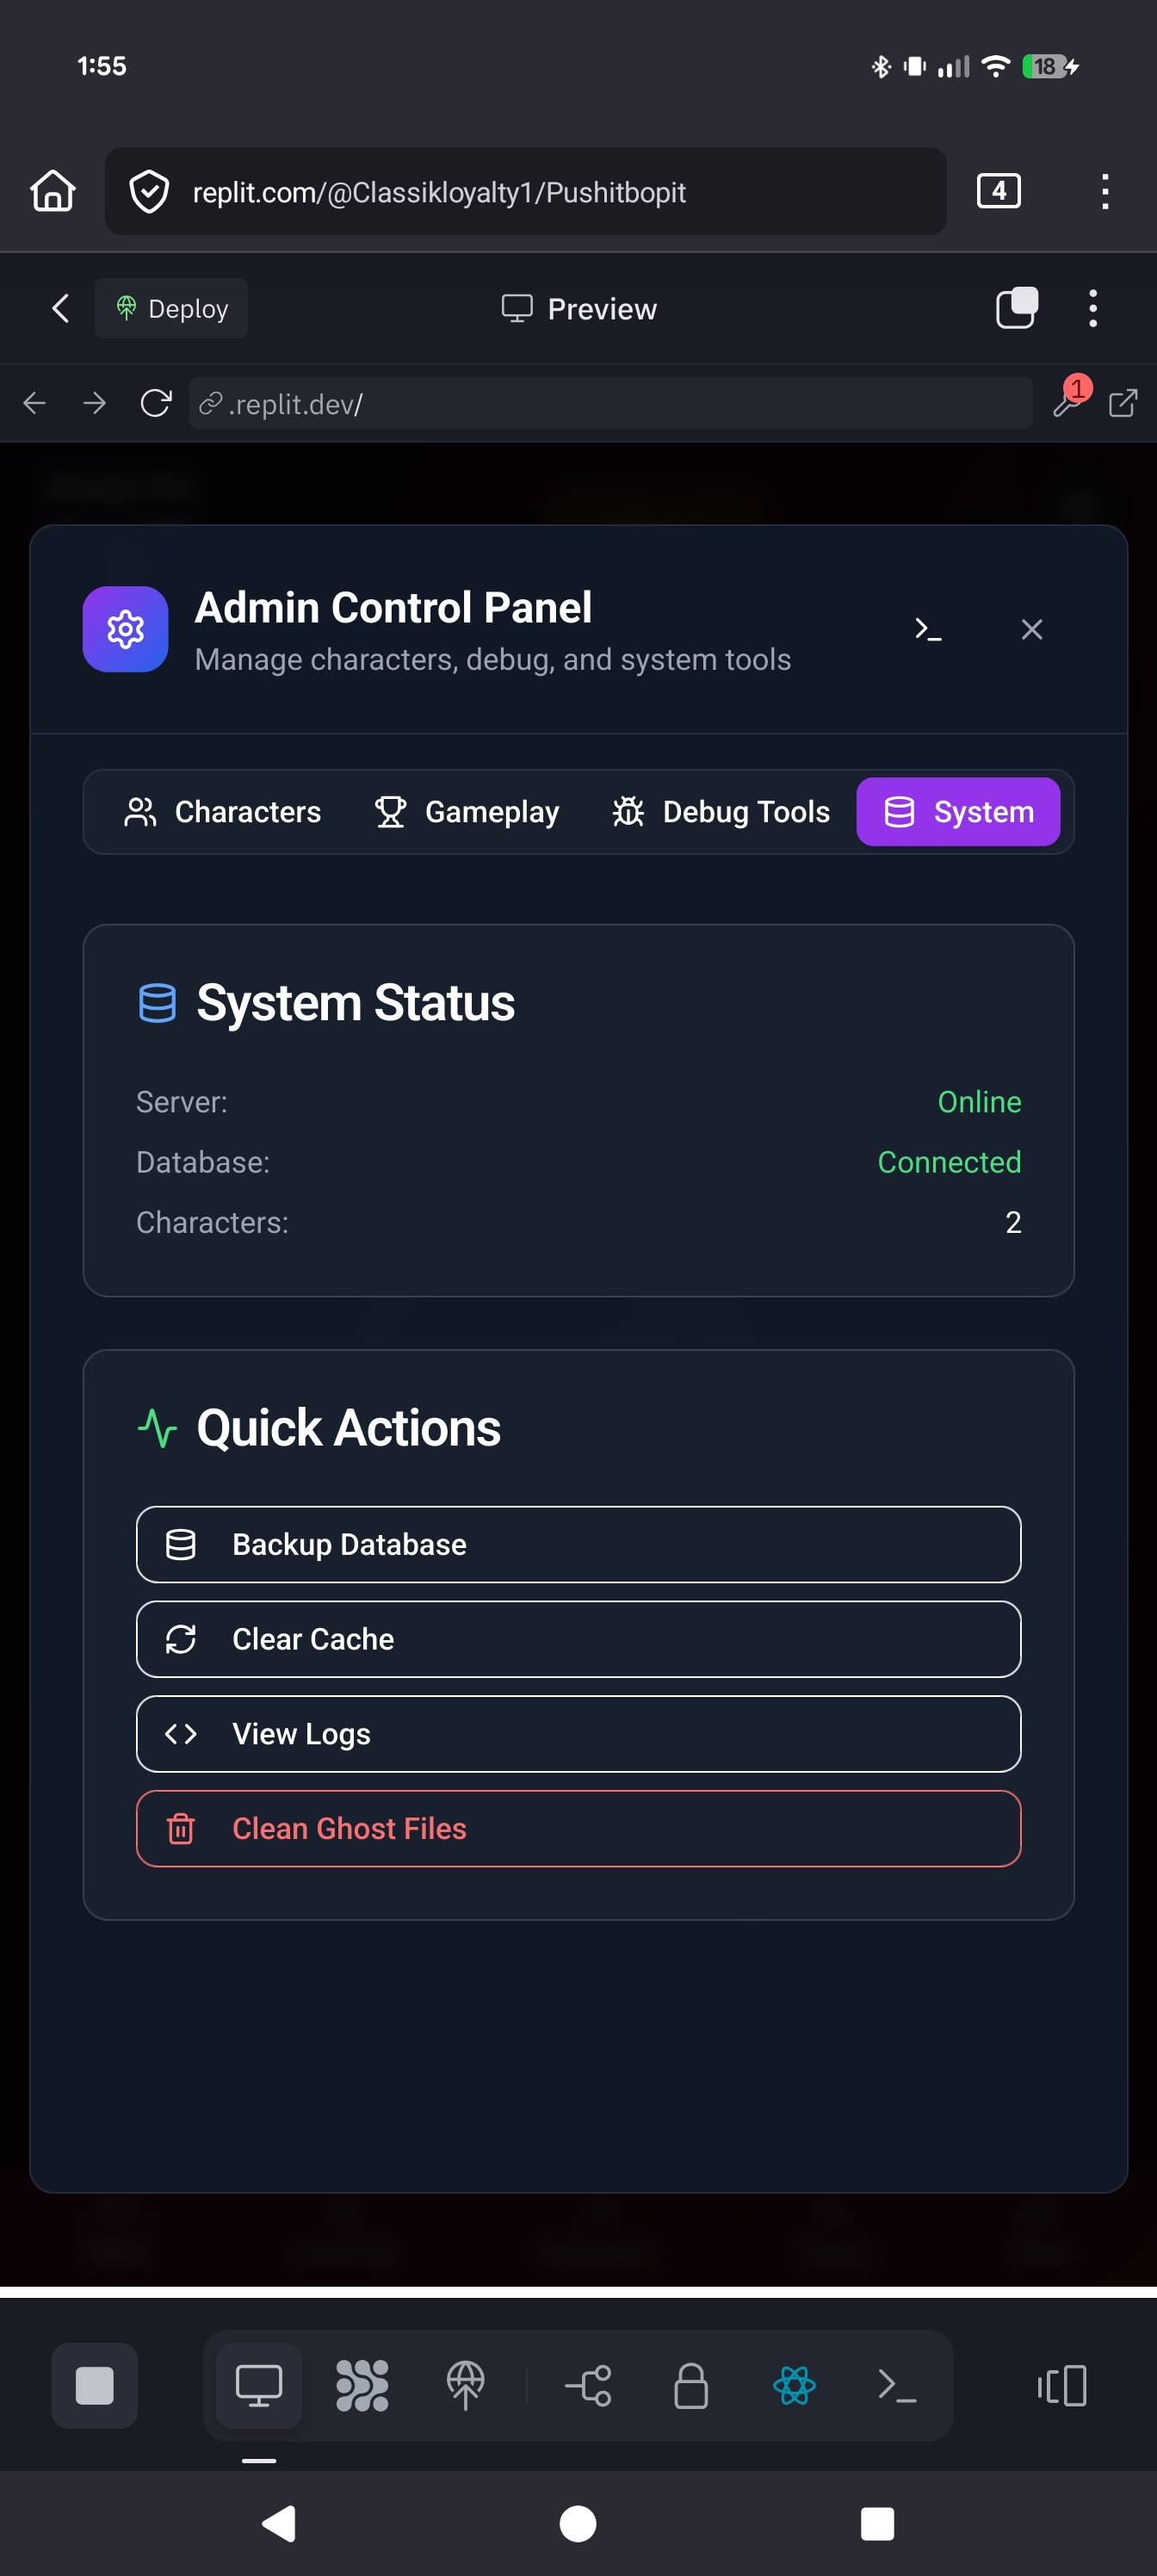 1:55
18
replit.com/@Classikloyalty1/Pushitbopit
4
Deploy
Preview
.replit.dev/
1
Admin Control Panel
Manage characters, debug, and system tools
Characters
Gameplay
Debug Tools
System
System Status
Server:
Online
Database:
Connected
Characters:
2
Quick Actions
Backup Database
Clear Cache
View Logs
Clean Ghost Files